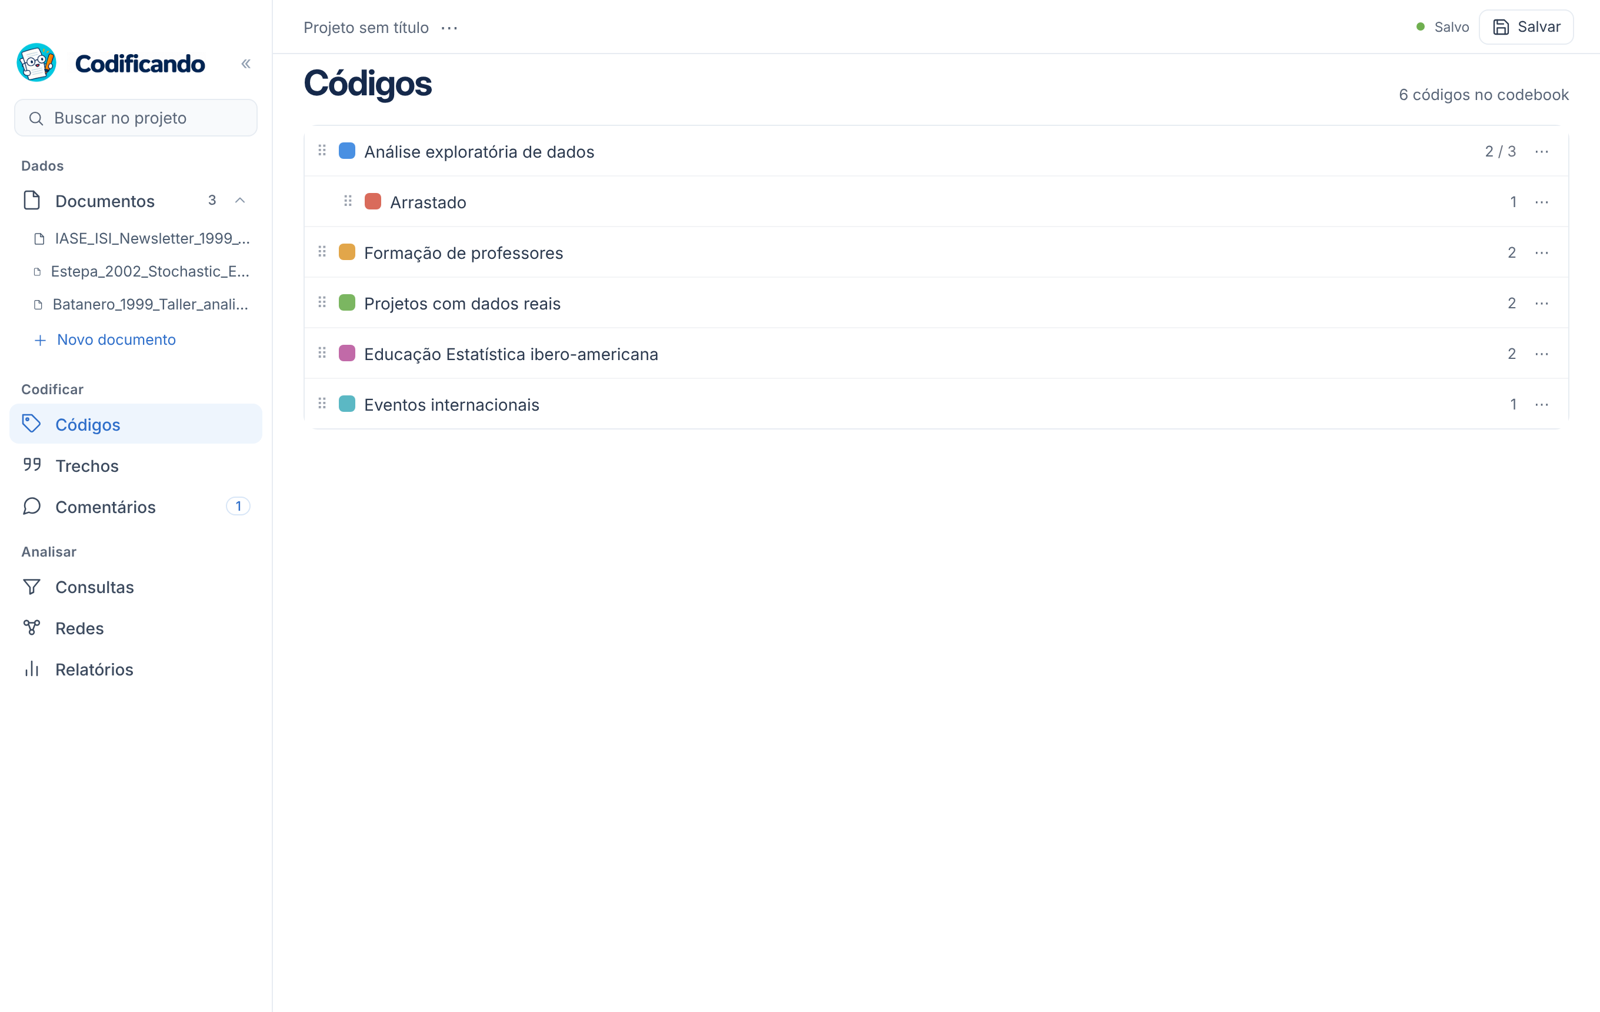 Projeto sem título ...
Salvo
Salvar
Codificando
«
Buscar no projeto
Dados
Documentos 3
IASE_ISI_Newsletter_1999_...
Estepa_2002_Stochastic_E...
Batanero_1999_Taller_anali...
+ Novo documento
Codificar
Códigos
Trechos
Comentários 1
Analisar
Consultas
Redes
Relatórios
Códigos
6 códigos no codebook
Análise exploratória de dados 2 / 3 ...
Arrastado 1 ...
Formação de professores 2 ...
Projetos com dados reais 2 ...
Educação Estatística ibero-americana 2 ...
Eventos internacionais 1 ...